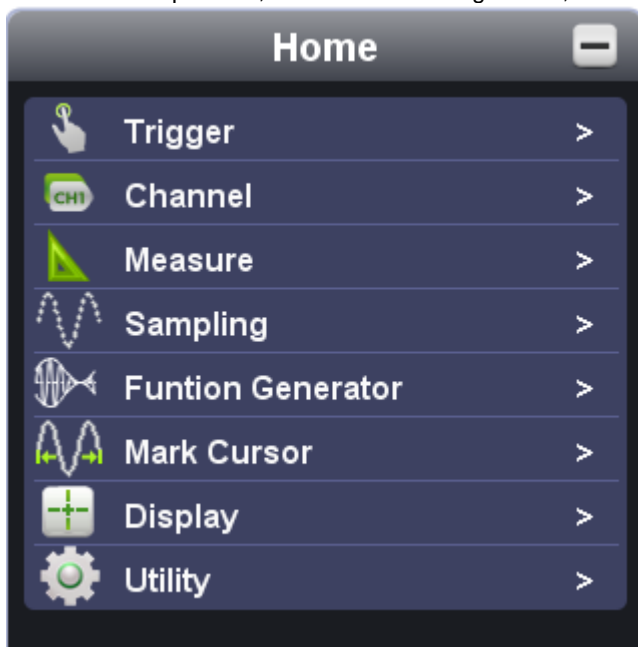 Home
Trigger >
CH1 Channel >
Measure >
Sampling >
Funtion Generator >
Mark Cursor >
Display >
Utility >